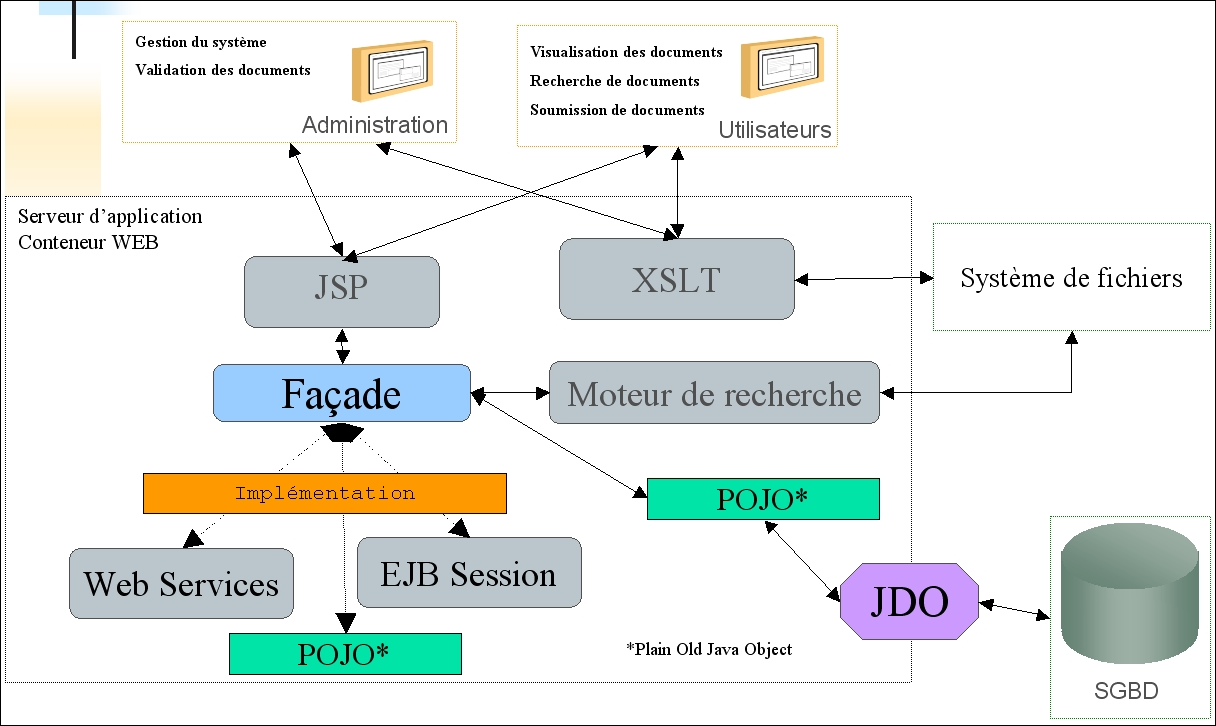 Gestion du système
Validation des documents
Administration
Visualisation des documents
Recherche de documents
Soumission de documents
Utilisateurs
Serveur d’application
Conteneur WEB
JSP
XSLT
Système de fichiers
Façade
Moteur de recherche
Implémentation
POJO*
Web Services
EJB Session
JDO
POJO*
*Plain Old Java Object
SGBD